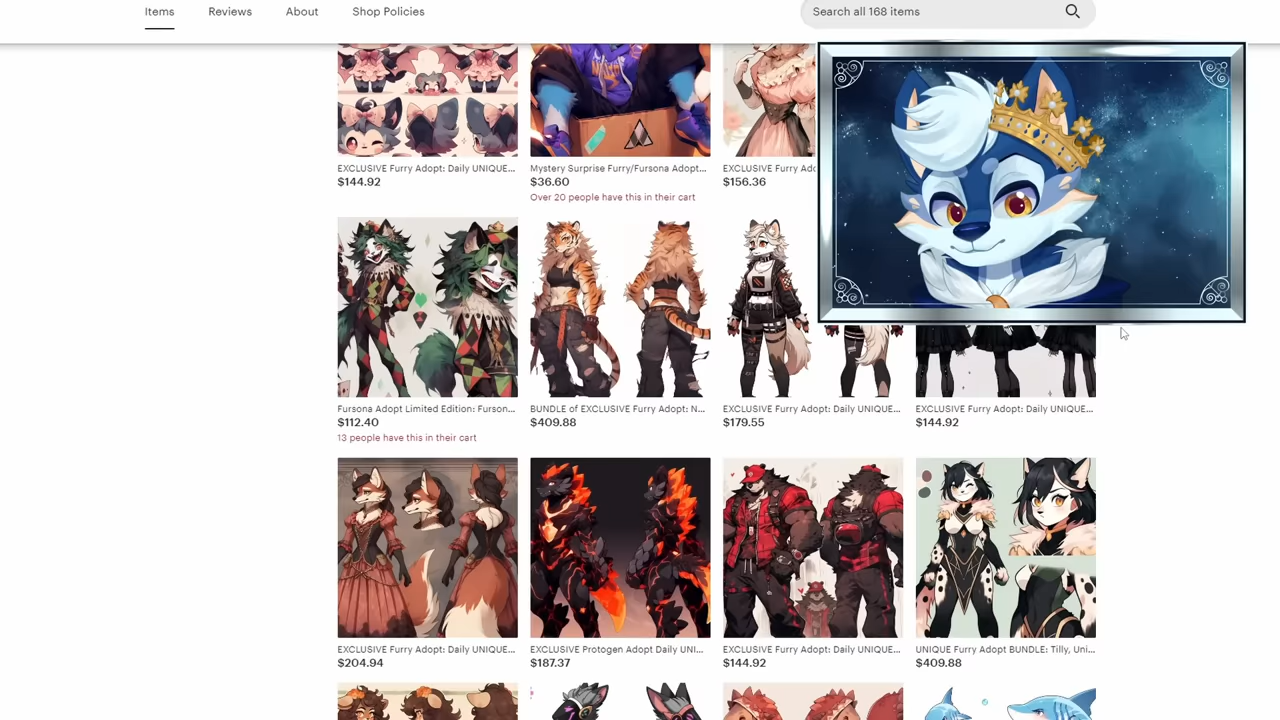 Items
Reviews
About
Shop Policies
Search all 168 items
EXCLUSIVE Furry Adopt: Daily UNIQUE...
$144.92
Mystery Surprise Furry/Fursona Adopt...
$36.60
Over 20 people have this in their cart
EXCLUSIVE Furry Ado
$156.36
Fursona Adopt Limited Edition: Furson...
$112.40
13 people have this in their cart
BUNDLE of EXCLUSIVE Furry Adopt: N...
$409.88
EXCLUSIVE Furry Adopt: Daily UNIQUE...
$179.55
EXCLUSIVE Furry Adopt: Daily UNIQUE...
$144.92
EXCLUSIVE Furry Adopt: Daily UNIQUE...
$204.94
EXCLUSIVE Protogen Adopt Daily UNI...
$187.37
EXCLUSIVE Furry Adopt: Daily UNIQUE...
$144.92
UNIQUE Furry Adopt BUNDLE: Tilly, Uni...
$409.88